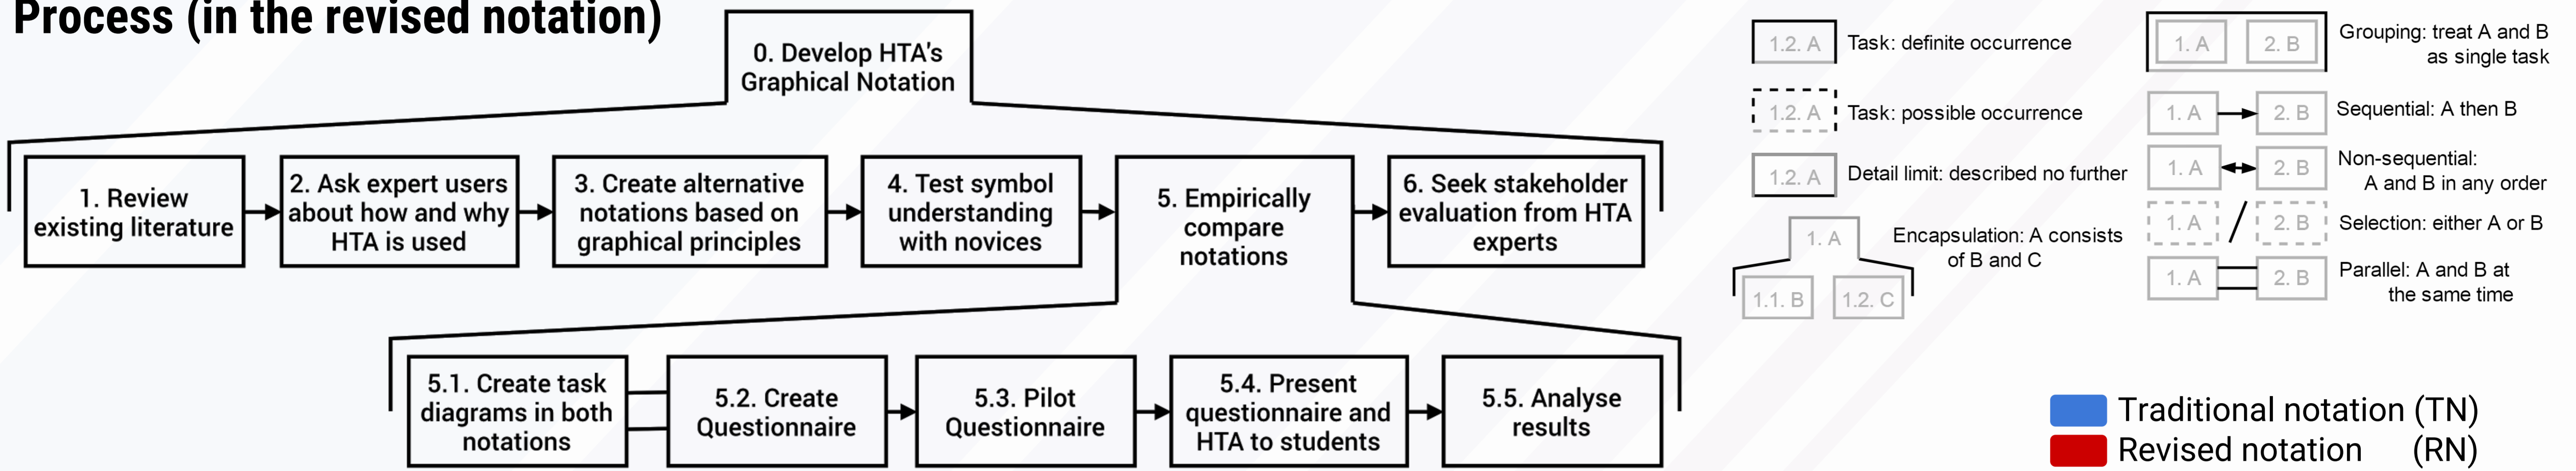 Process (in the revised notation)
0. Develop HTA's
Graphical Notation
1. Review
existing literature
2. Ask expert users
about how and why
HTA is used
3. Create alternative
notations based on
graphical principles
4. Test symbol
understanding
with novices
5. Empirically
compare
notations
6. Seek stakeholder
evaluation from HTA
experts
5.1. Create task
diagrams in both
notations
5.2. Create
Questionnaire
5.3. Pilot
Questionnaire
5.4. Present
questionnaire and
HTA to students
5.5. Analyse
results
1.2. A
Task: definite occurrence
1.2. A
Task: possible occurrence
1.2. A
Detail limit: described no further
1. A
1.1. B
1.2. C
Encapsulation: A consists
of B and C
1. A
2. B
Grouping: treat A and B
as single task
1. A
2. B
Sequential: A then B
1. A
2. B
Non-sequential:
A and B in any order
1. A
2. B
Selection: either A or B
1. A
2. B
Parallel: A and B at
the same time
Traditional notation (TN)
Revised notation (RN)